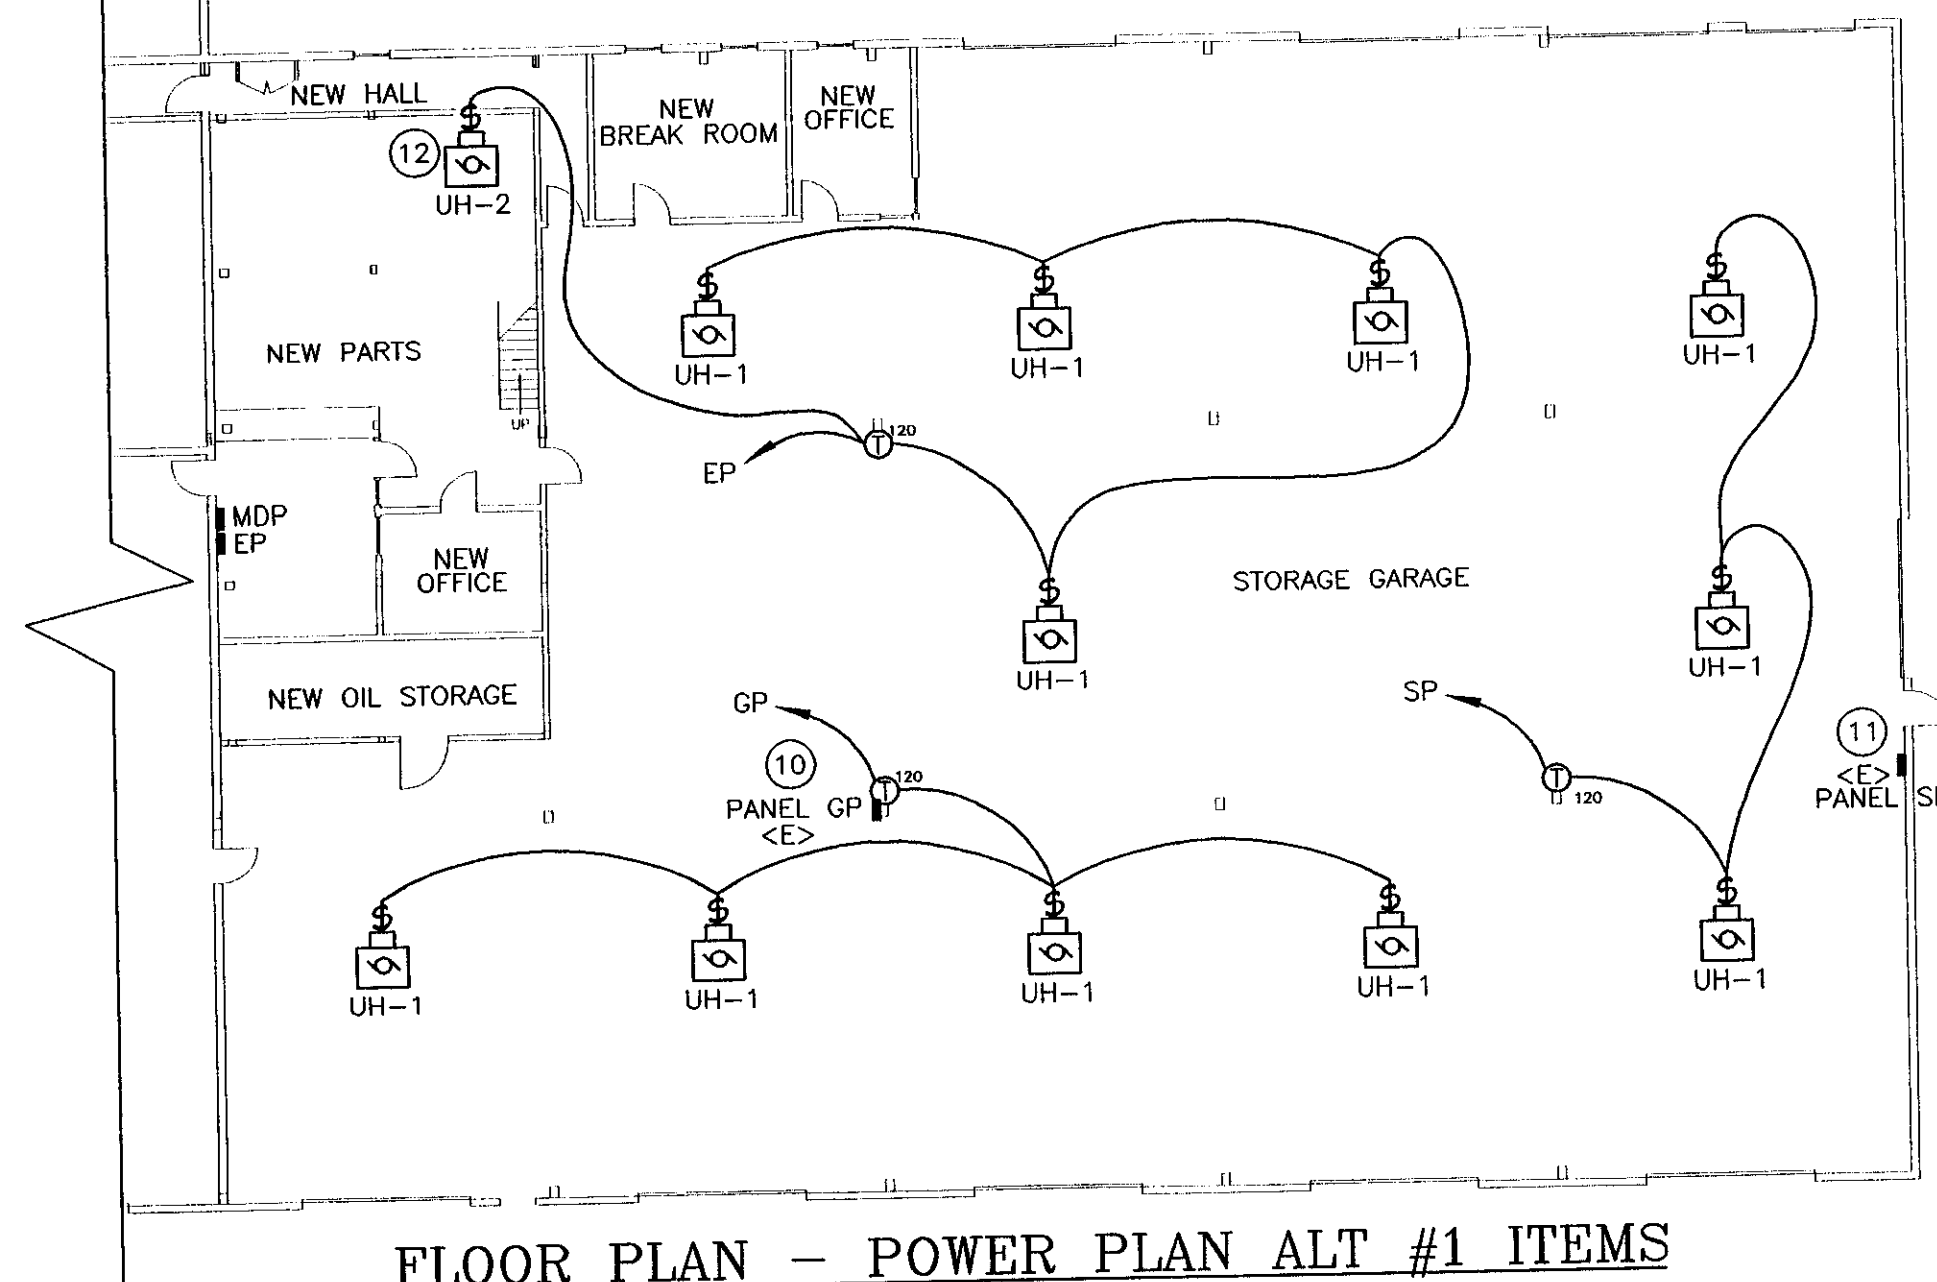 NEW HALL
12
UH-2
NEW
BREAK ROOM
NEW
OFFICE
$
$
$
$
$
UH-1
UH-1
UH-1
UH-1
NEW PARTS
UP
T
120
EP
MDP
EP
NEW
OFFICE
STORAGE GARAGE
$
$
UH-1
UH-1
NEW OIL STORAGE
GP
SP
10
PANEL GP
<E>
T
120
T
120
11
<E>
PANEL
$
$
$
$
$
UH-1
UH-1
UH-1
UH-1
UH-1
FLOOR PLAN – POWER PLAN ALT #1 ITEMS